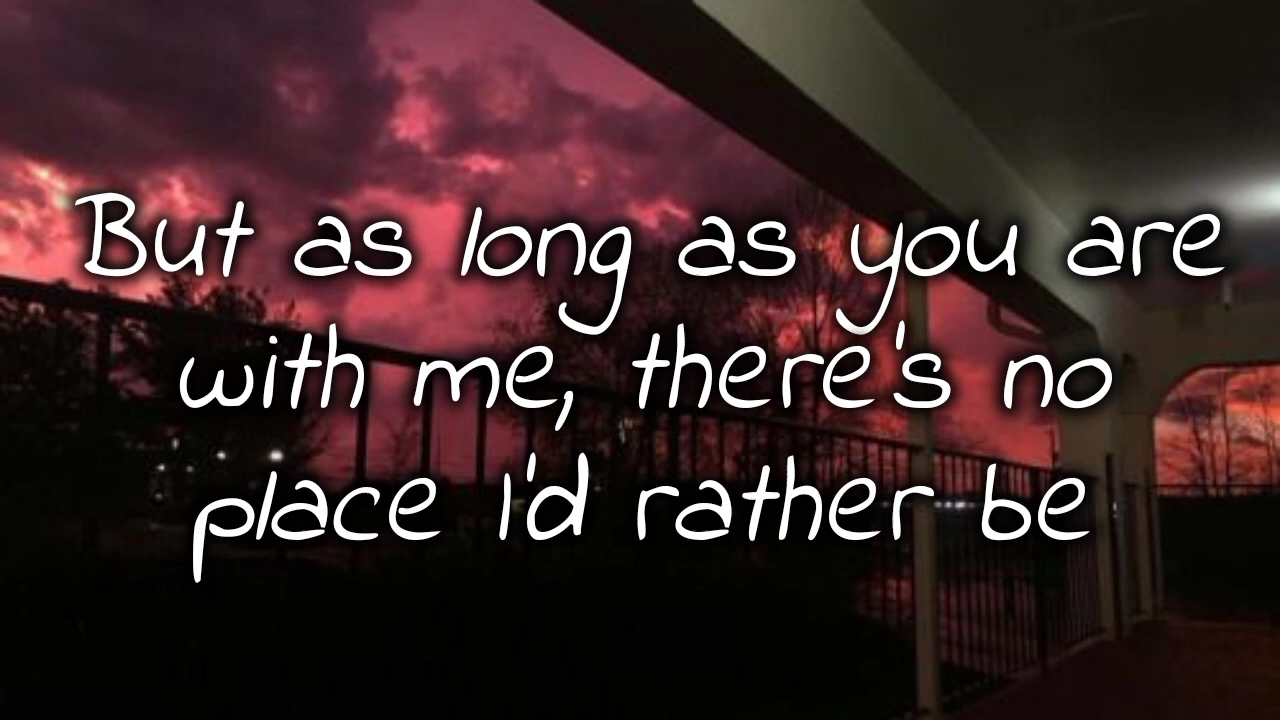 But as long as you are
with me, there's no
place I'd rather be